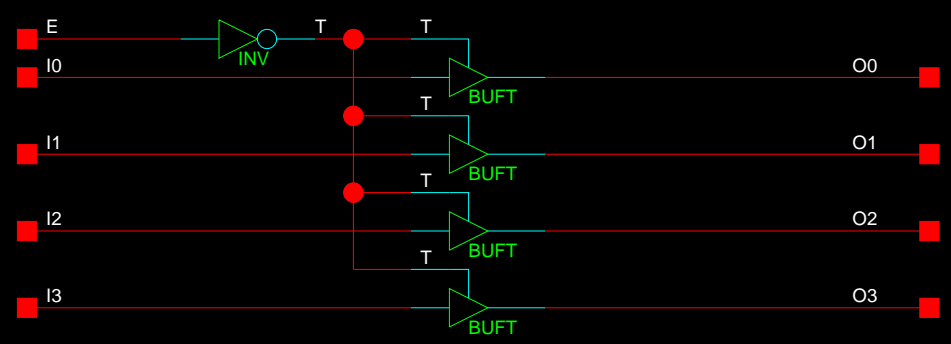 E T T
INV
I0 O0
BUFT
T
I1 O1
BUFT
T
I2 O2
BUFT
T
I3 O3
BUFT